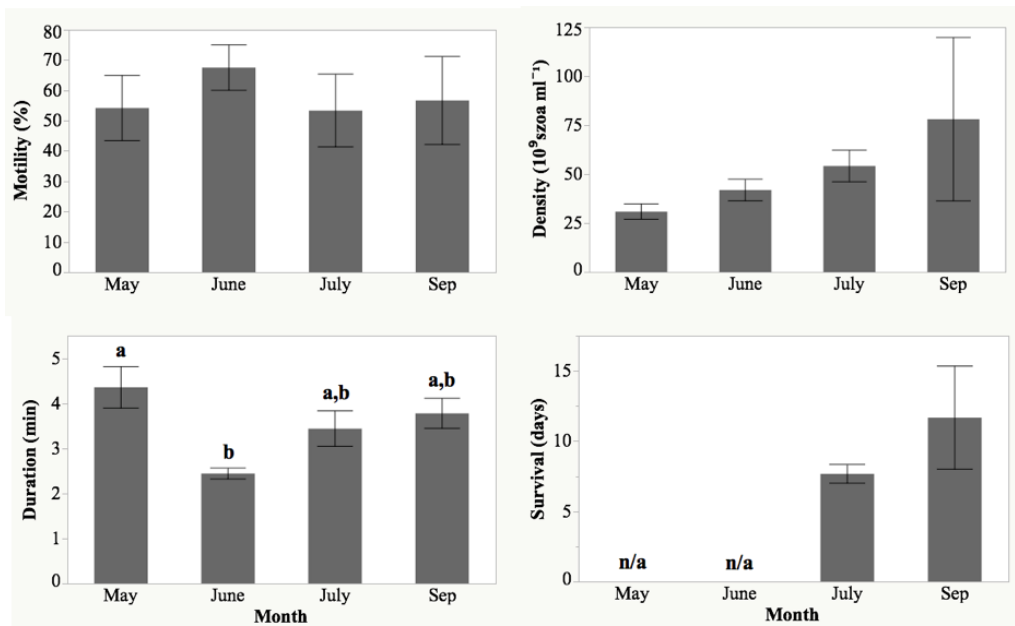 Motility (%)
80
70
60
50
40
30
20
10
0
May June July Sep
Density (10⁹szoa ml⁻¹)
125
100
75
50
25
0
May June July Sep
Duration (min)
5
4
3
2
1
0
a
b
a,b
a,b
May June July Sep
Month
Survival (days)
15
10
5
0
n/a n/a
May June July Sep
Month